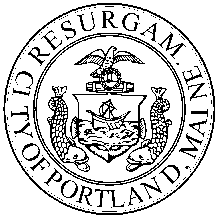 RESURGAM.
CITY OF PORTLAND, MAINE